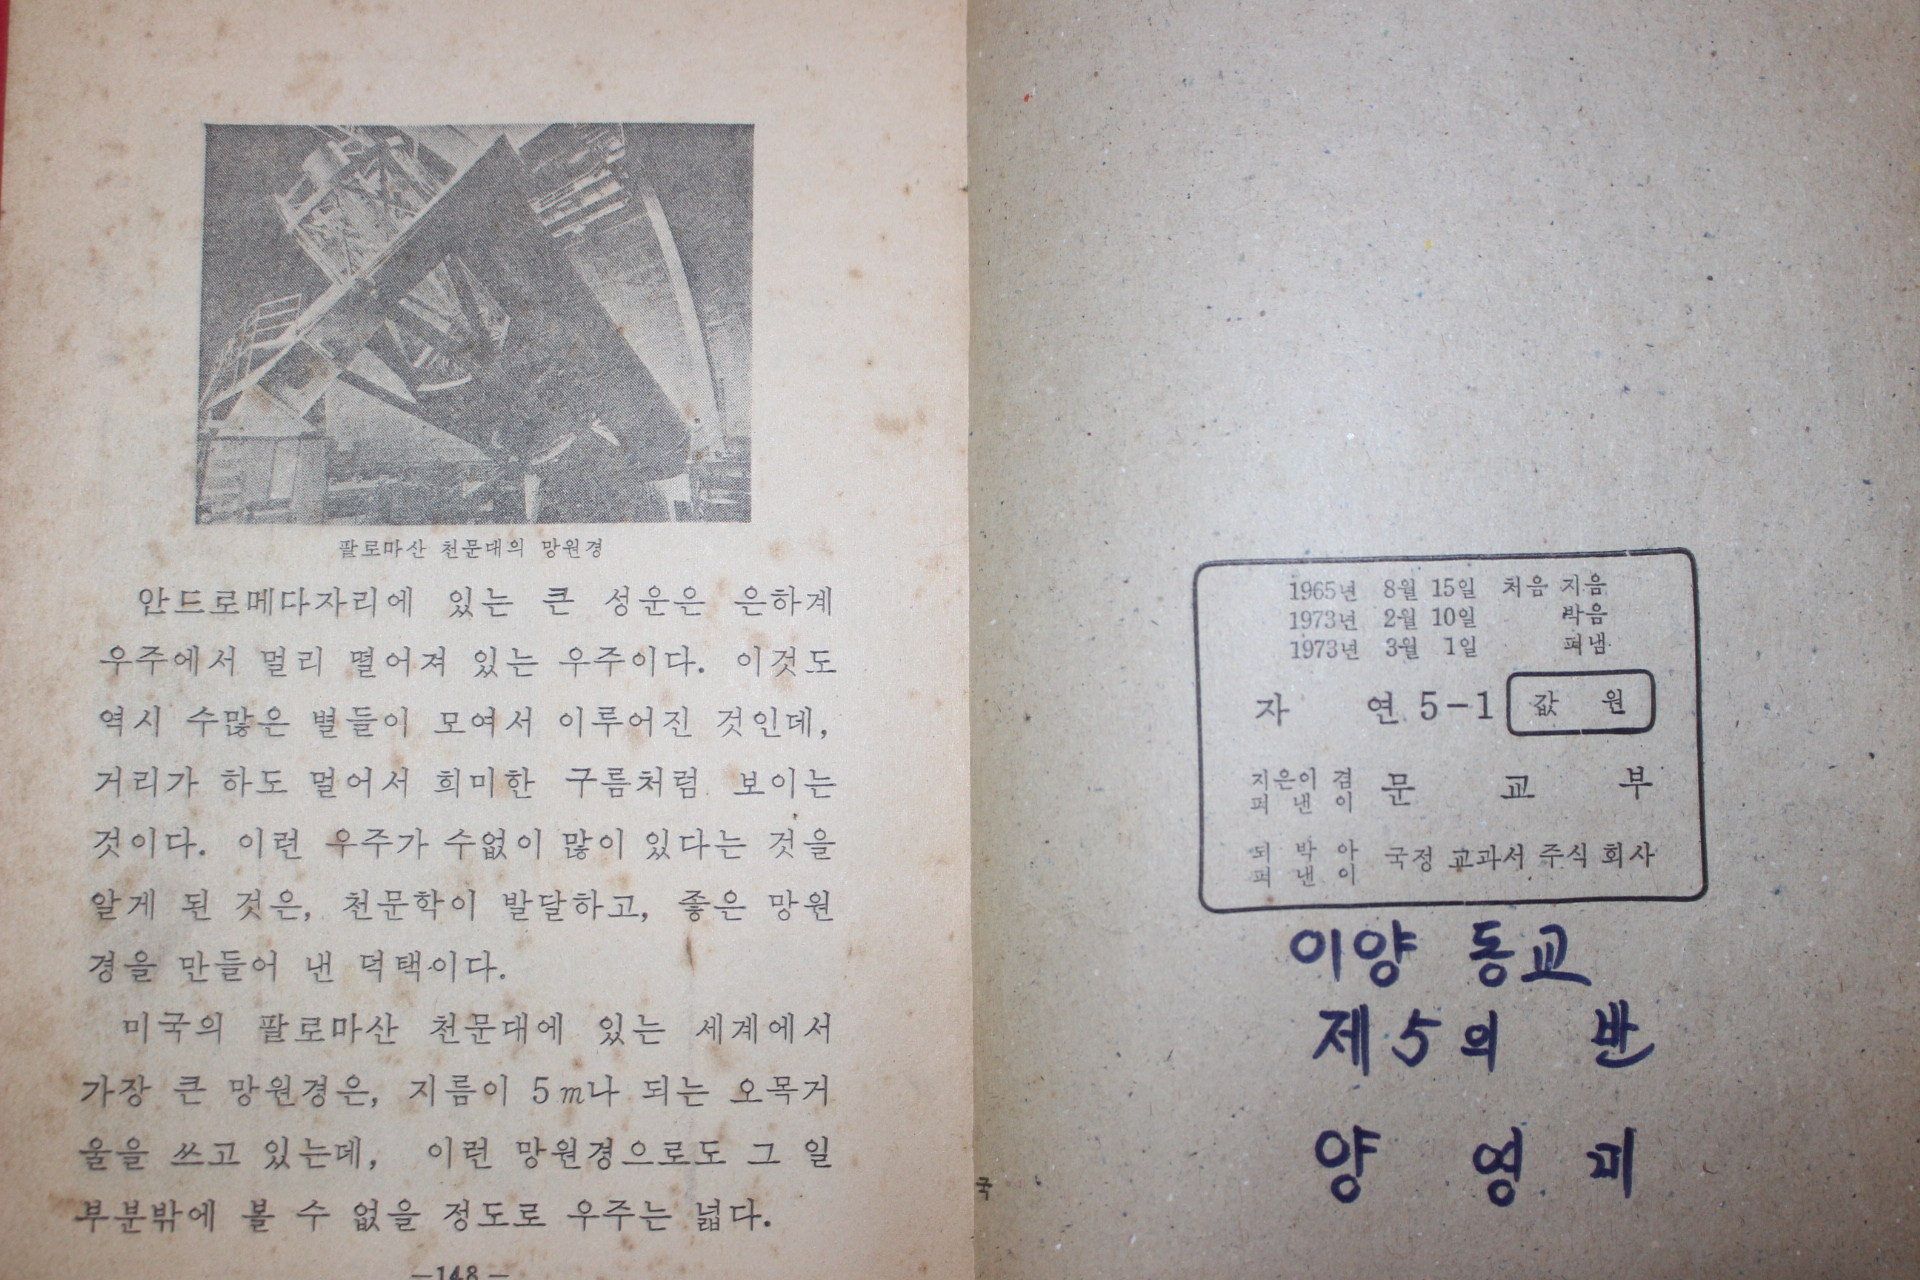 팔로마산 천문대의 망원경
안드로메다자리에 있는 큰 성운은 은하계
우주에서 멀리 떨어져 있는 우주이다. 이것도
역시 수많은 별들이 모여서 이루어진 것인데,
거리가 하도 멀어서 희미한 구름처럼 보이는
것이다. 이런 우주가 수없이 많이 있다는 것을
알게 된 것은, 천문학이 발달하고, 좋은 망원
경을 만들어 낸 덕택이다.
미국의 팔로마산 천문대에 있는 세계에서
가장 큰 망원경은, 지름이 5m나 되는 오목거
울을 쓰고 있는데, 이런 망원경으로도 그 일
부분밖에 볼 수 없을 정도로 우주는 넓다.
—148—
1965년 8월 15일 처음 지음
1973년 2월 10일 박음
1973년 3월 1일 펴냄
자 연 5-1 값 원
지은이 겸
펴 낸 이
문 교 부
되 박 아
펴 낸 이
국정 교과서 주식 회사
이양 동교
제 5의 반
양 영 미
국